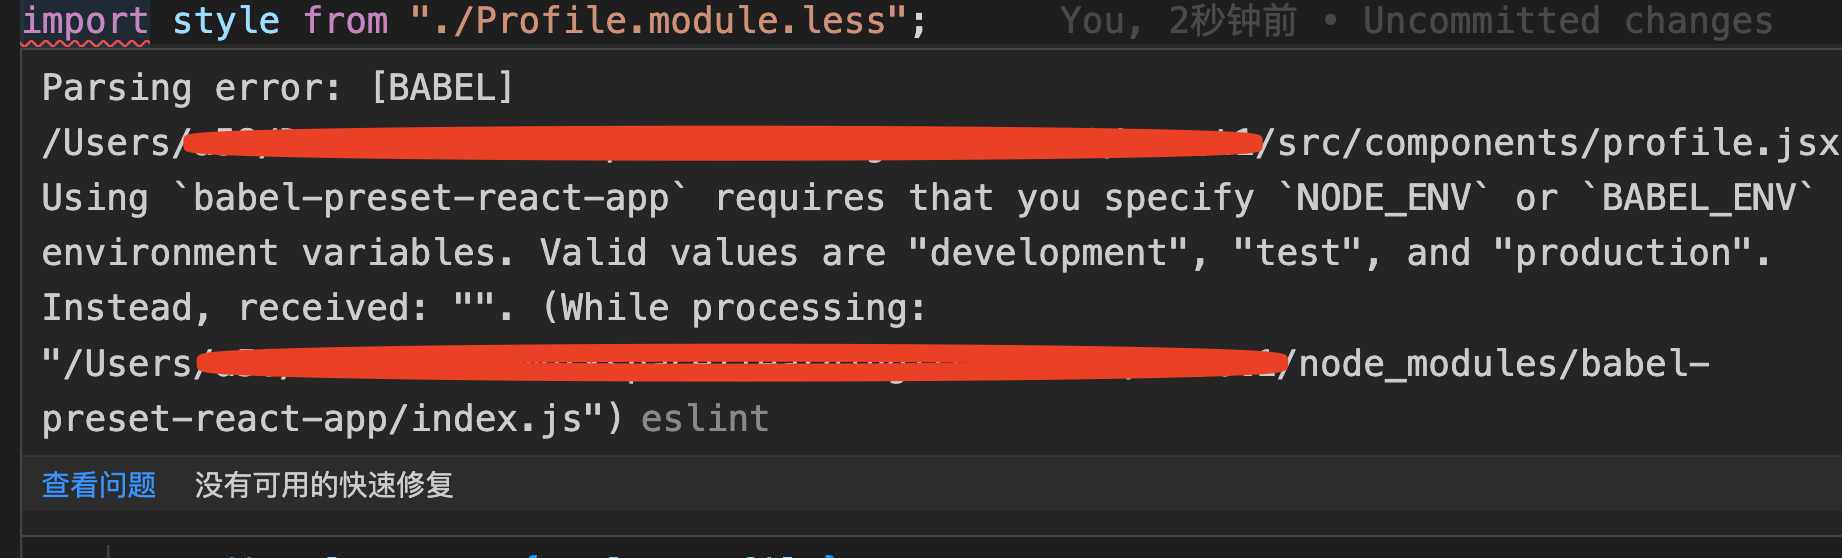 import style from "./Profile.module.less"; You, 2秒钟前 • Uncommitted changes
Parsing error: [BABEL]
/Users/ /src/components/profile.jsx
Using `babel-preset-react-app` requires that you specify `NODE_ENV` or `BABEL_ENV`
environment variables. Valid values are "development", "test", and "production".
Instead, received: "". (While processing:
"/Users/ /node_modules/babel-
preset-react-app/index.js") eslint
查看问题 没有可用的快速修复